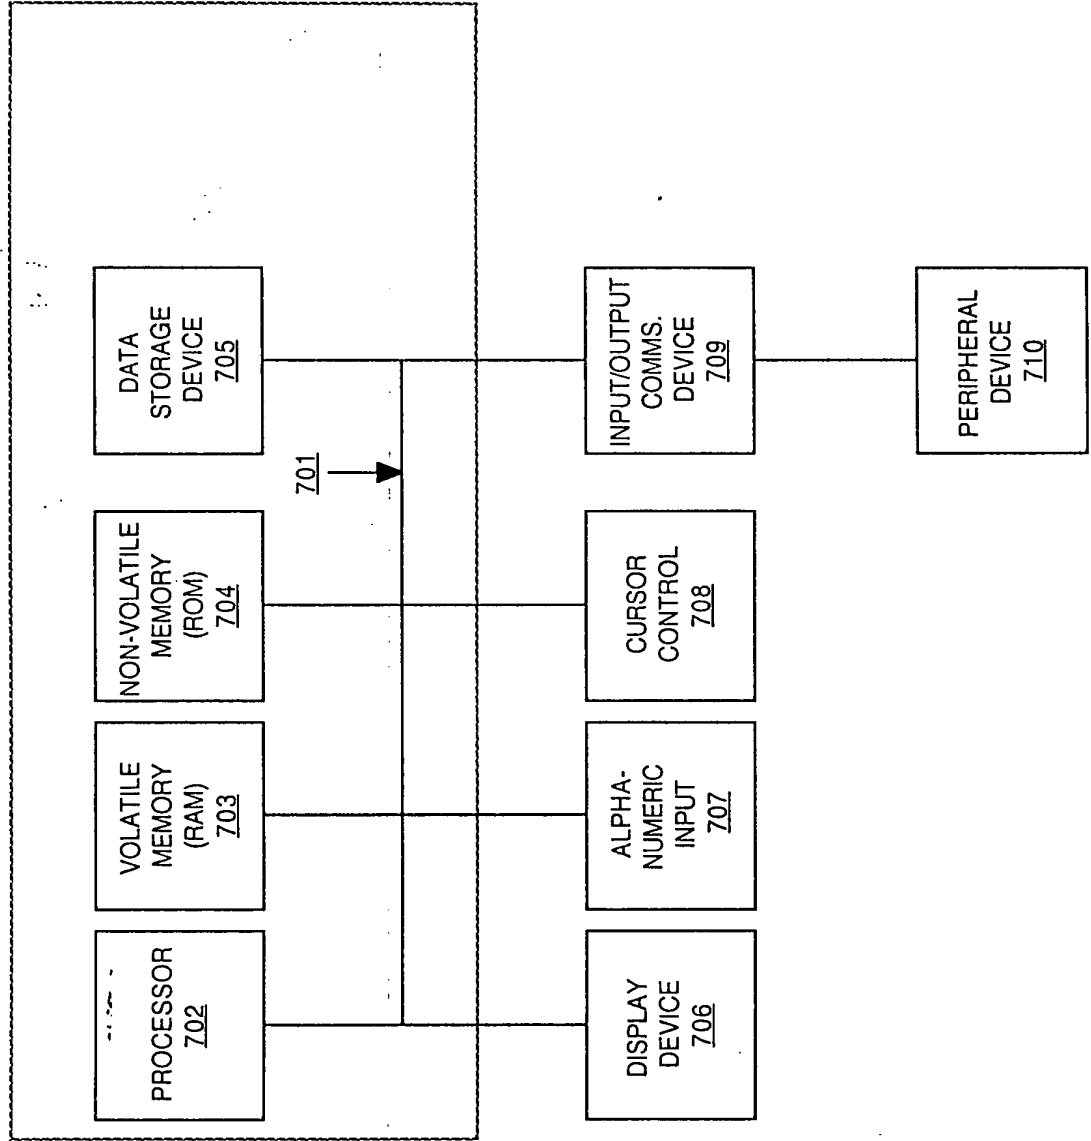 PROCESSOR
702
VOLATILE
MEMORY
(RAM)
703
NON-VOLATILE
MEMORY
(ROM)
704
DATA
STORAGE
DEVICE
705
701
DISPLAY
DEVICE
706
ALPHA-
NUMERIC
INPUT
707
CURSOR
CONTROL
708
INPUT/OUTPUT
COMMS.
DEVICE
709
PERIPHERAL
DEVICE
710